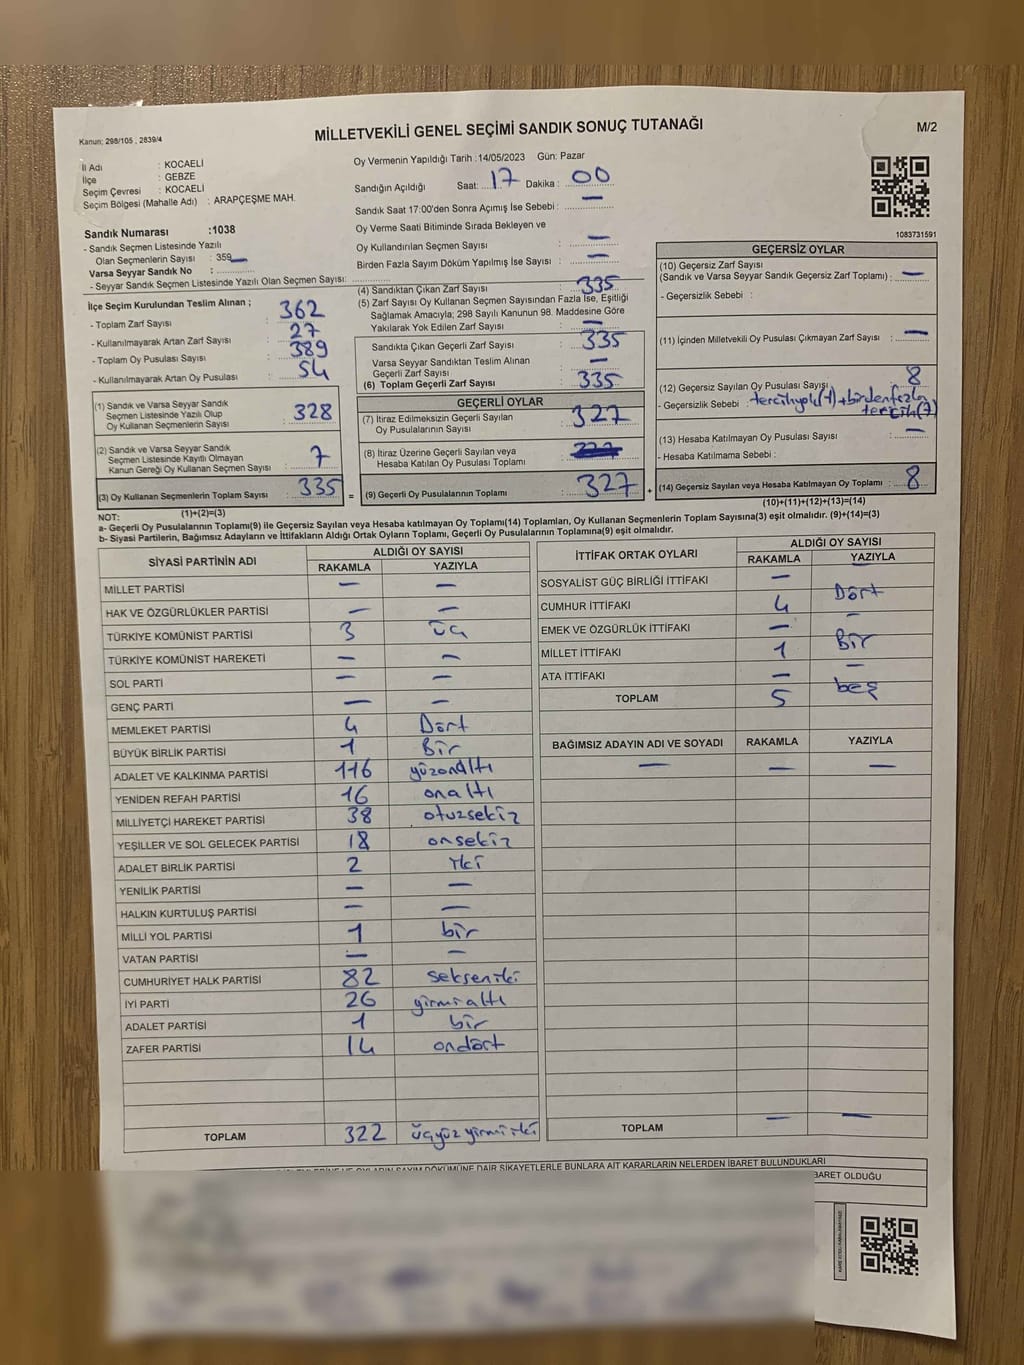 Kanun; 298/105 , 2839/4
MİLLETVEKİLİ GENEL SEÇİMİ SANDIK SONUÇ TUTANAĞI
M/2
İl Adı : KOCAELİ
İlçe : GEBZE
Seçim Çevresi : KOCAELİ
Seçim Bölgesi (Mahalle Adı) : ARAPÇEŞME MAH.
Oy Vermenin Yapıldığı Tarih :14/05/2023 Gün: Pazar
Sandığın Açıldığı Saat: 17 Dakika : 00
Sandık Saat 17:00'den Sonra Açımış İse Sebebi : —
Oy Verme Saati Bitiminde Sırada Bekleyen ve
Oy Kullandırılan Seçmen Sayısı —
Birden Fazla Sayım Döküm Yapılmış İse Sayısı : —
1083731591
Sandık Numarası :1038
- Sandık Seçmen Listesinde Yazılı
Olan Seçmenlerin Sayısı : 359
Varsa Seyyar Sandık No : —
- Seyyar Sandık Seçmen Listesinde Yazılı Olan Seçmen Sayısı:
İlçe Seçim Kurulundan Teslim Alınan ;
- Toplam Zarf Sayısı : 362
- Kullanılmayarak Artan Zarf Sayısı : 27
- Toplam Oy Pusulası Sayısı : 389
- Kullanılmayarak Artan Oy Pusulası : 54
(1) Sandık ve Varsa Seyyar Sandık
Seçmen Listesinde Yazılı Olup
Oy Kullanan Seçmenlerin Sayısı : 328
(2) Sandık ve Varsa Seyyar Sandık
Seçmen Listesinde Kayıtlı Olmayan
Kanun Gereği Oy Kullanan Seçmen Sayısı : 7
(3) Oy Kullanan Seçmenlerin Toplam Sayısı : 335 =
(1)+(2)=(3)
(4) Sandıktan Çıkan Zarf Sayısı : 335
(5) Zarf Sayısı Oy Kullanan Seçmen Sayısından Fazla İse, Eşitliği
Sağlamak Amacıyla; 298 Sayılı Kanunun 98. Maddesine Göre
Yakılarak Yok Edilen Zarf Sayısı : —
Sandıkta Çıkan Geçerli Zarf Sayısı : 335
Varsa Seyyar Sandıktan Teslim Alınan
Geçerli Zarf Sayısı : —
(6) Toplam Geçerli Zarf Sayısı : 335
GEÇERLİ OYLAR
(7) İtiraz Edilmeksizin Geçerli Sayılan
Oy Pusulalarının Sayısı : 327
(8) İtiraz Üzerine Geçerli Sayılan veya
Hesaba Katılan Oy Pusulası Toplamı :
(9) Geçerli Oy Pusulalarının Toplamı : 327 +
GEÇERSİZ OYLAR
(10) Geçersiz Zarf Sayısı
(Sandık ve Varsa Seyyar Sandık Geçersiz Zarf Toplamı) : —
- Geçersizlik Sebebi :
(11) İçinden Milletvekili Oy Pusulası Çıkmayan Zarf Sayısı : —
(12) Geçersiz Sayılan Oy Pusulası Sayısı : 8
- Geçersizlik Sebebi : tercihyok(1)+birdenfazla
tercih(7)
(13) Hesaba Katılmayan Oy Pusulası Sayısı : —
- Hesaba Katılmama Sebebi :
(14) Geçersiz Sayılan veya Hesaba Katılmayan Oy Toplamı : 8
(10)+(11)+(12)+(13)=(14)
NOT:
a- Geçerli Oy Pusulalarının Toplamı(9) ile Geçersiz Sayılan veya Hesaba katılmayan Oy Toplamı(14) Toplamları, Oy Kullanan Seçmenlerin Toplam Sayısına(3) eşit olmalıdır. (9)+(14)=(3)
b- Siyasi Partilerin, Bağımsız Adayların ve İttifakların Aldığı Ortak Oyların Toplamı, Geçerli Oy Pusulalarının Toplamına(9) eşit olmalıdır.
SİYASİ PARTİNİN ADI ALDIĞI OY SAYISI
RAKAMLA YAZIYLA
MİLLET PARTİSİ — —
HAK VE ÖZGÜRLÜKLER PARTİSİ — —
TÜRKİYE KOMÜNİST PARTİSİ 3 üç
TÜRKİYE KOMÜNİST HAREKETİ — —
SOL PARTİ — —
GENÇ PARTİ — —
MEMLEKET PARTİSİ 4 Dört
BÜYÜK BİRLİK PARTİSİ 1 Bir
ADALET VE KALKINMA PARTİSİ 116 yüzonaltı
YENİDEN REFAH PARTİSİ 16 onaltı
MİLLİYETÇİ HAREKET PARTİSİ 38 otuzsekiz
YEŞİLLER VE SOL GELECEK PARTİSİ 18 onsekiz
ADALET BİRLİK PARTİSİ 2 iki
YENİLİK PARTİSİ — —
HALKIN KURTULUŞ PARTİSİ — —
MİLLİ YOL PARTİSİ 1 bir
VATAN PARTİSİ — —
CUMHURİYET HALK PARTİSİ 82 sekseniki
İYİ PARTİ 26 yirmialtı
ADALET PARTİSİ 1 bir
ZAFER PARTİSİ 14 ondört
TOPLAM 322 üçyüzyirmiiki
İTTİFAK ORTAK OYLARI ALDIĞI OY SAYISI
RAKAMLA YAZIYLA
SOSYALİST GÜÇ BİRLİĞİ İTTİFAKI — —
CUMHUR İTTİFAKI 4 Dört
EMEK VE ÖZGÜRLÜK İTTİFAKI — —
MİLLET İTTİFAKI 1 Bir
ATA İTTİFAKI — —
TOPLAM 5 beş
BAĞIMSIZ ADAYIN ADI VE SOYADI RAKAMLA YAZIYLA
— — —
TOPLAM — —
OYLARIN SAYIM DÖKÜMÜNE DAİR ŞİKAYETLERLE BUNLARA AİT KARARLARIN NELERDEN İBARET BULUNDUKLARI
BARET OLDUĞU